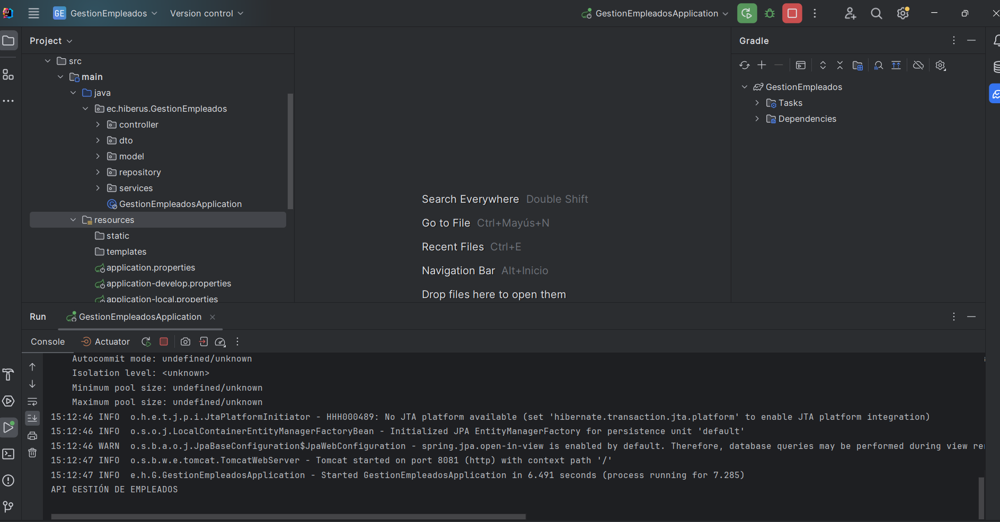 GE GestionEmpleados Version control GestionEmpleadosApplication
Project
src
main
java
ec.hiberus.GestionEmpleados
controller
dto
model
repository
services
GestionEmpleadosApplication
resources
static
templates
application.properties
application-develop.properties
application-local.properties
Search Everywhere Double Shift
Go to File Ctrl+Mayús+N
Recent Files Ctrl+E
Navigation Bar Alt+Inicio
Drop files here to open them
Gradle
GestionEmpleados
Tasks
Dependencies
Run GestionEmpleadosApplication
Console Actuator
Autocommit mode: undefined/unknown
Isolation level: <unknown>
Minimum pool size: undefined/unknown
Maximum pool size: undefined/unknown
15:12:46 INFO o.h.e.t.j.p.i.JtaPlatformInitiator - HHH000489: No JTA platform available (set 'hibernate.transaction.jta.platform' to enable JTA platform integration)
15:12:46 INFO o.s.o.j.LocalContainerEntityManagerFactoryBean - Initialized JPA EntityManagerFactory for persistence unit 'default'
15:12:46 WARN o.s.b.a.o.j.JpaBaseConfiguration$JpaWebConfiguration - spring.jpa.open-in-view is enabled by default. Therefore, database queries may be performed during view
15:12:47 INFO o.s.b.w.e.tomcat.TomcatWebServer - Tomcat started on port 8081 (http) with context path '/'
15:12:47 INFO e.h.G.GestionEmpleadosApplication - Started GestionEmpleadosApplication in 6.491 seconds (process running for 7.285)
API GESTIÓN DE EMPLEADOS